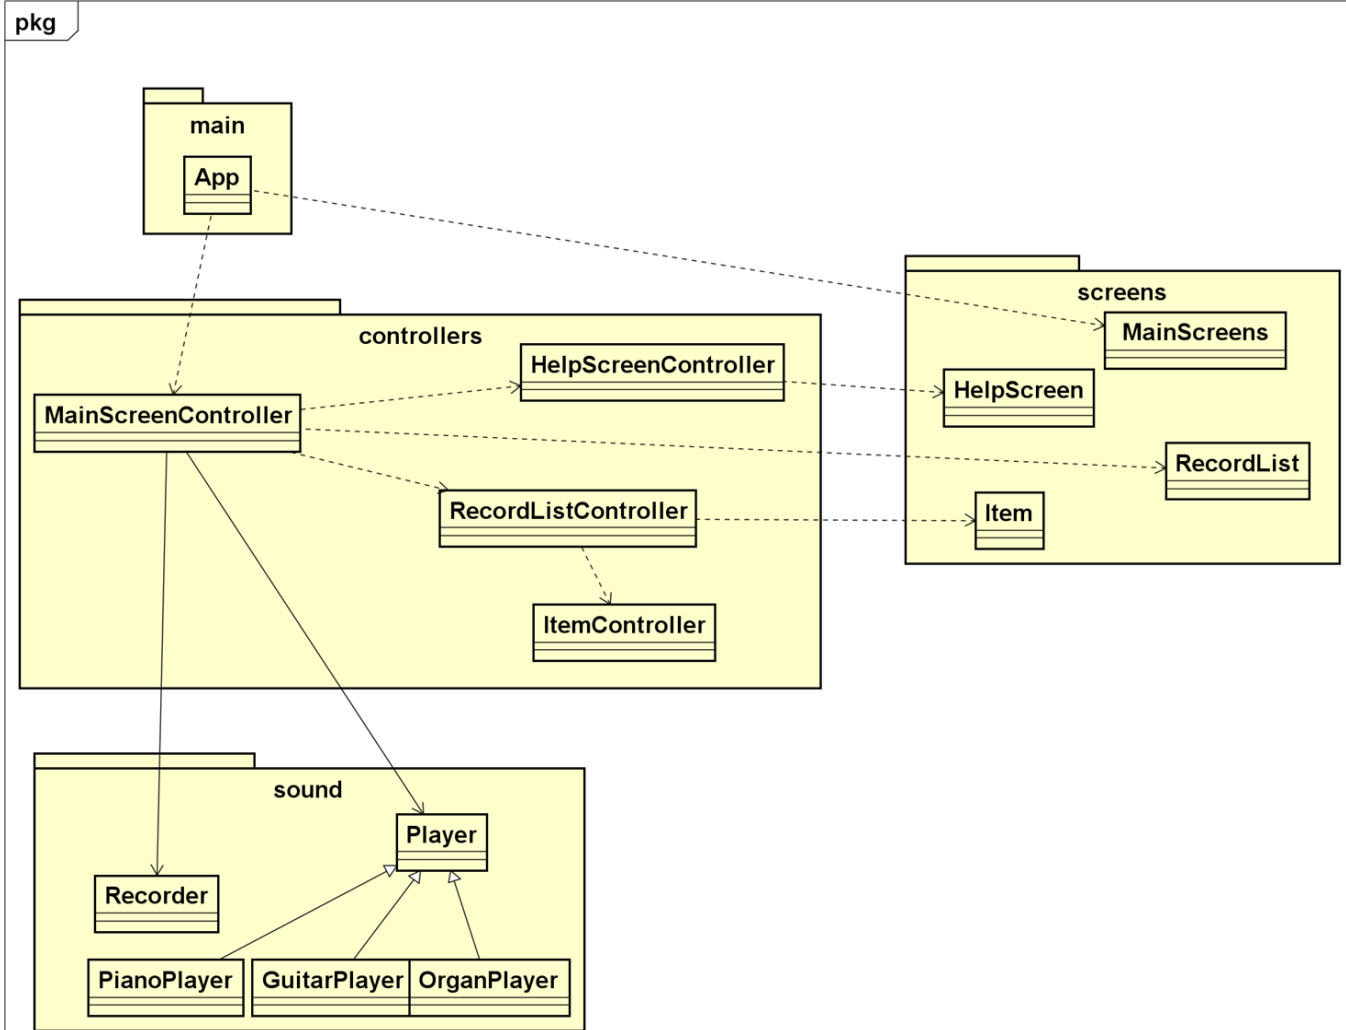 pkg
main
App
screens
MainScreens
controllers
HelpScreenController
HelpScreen
MainScreenController
RecordList
RecordListController
Item
ItemController
sound
Player
Recorder
PianoPlayer
GuitarPlayer
OrganPlayer